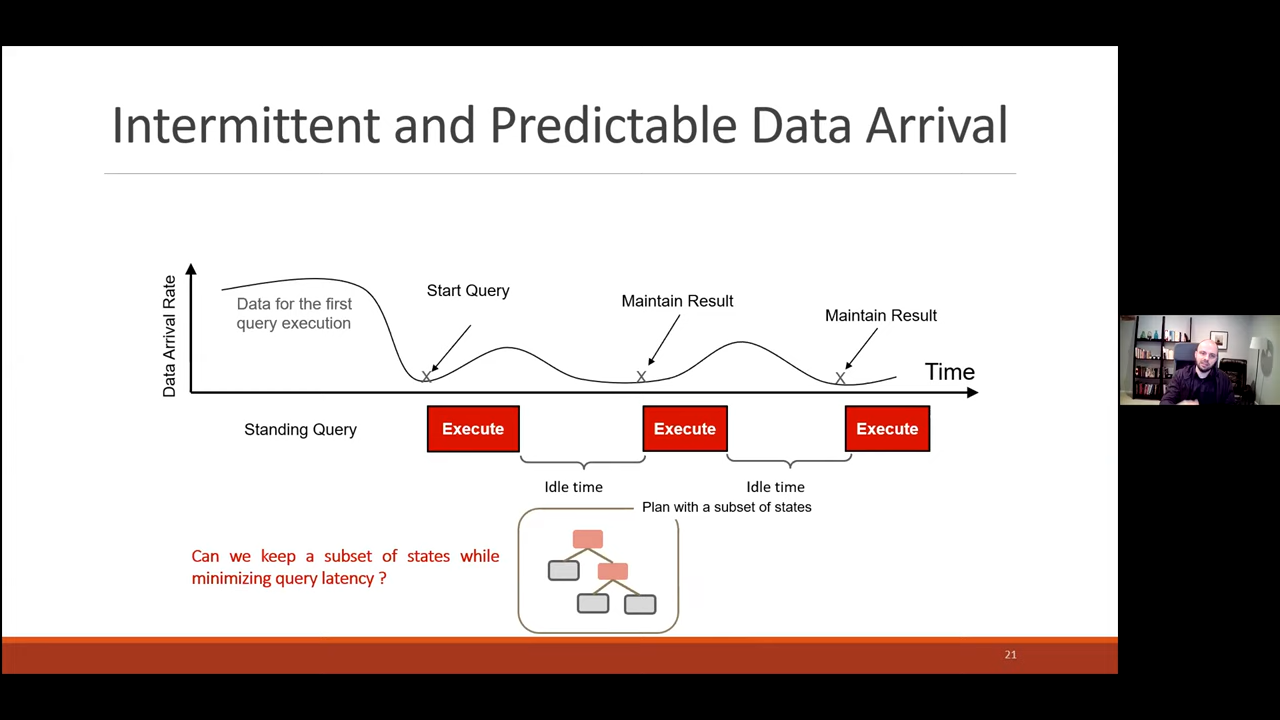 Intermittent and Predictable Data Arrival
Data Arrival Rate
Data for the first
query execution
Start Query
Maintain Result
Maintain Result
Time
Standing Query
Execute
Execute
Execute
Idle time
Idle time
Plan with a subset of states
Can we keep a subset of states while
minimizing query latency ?
X
X
X
21